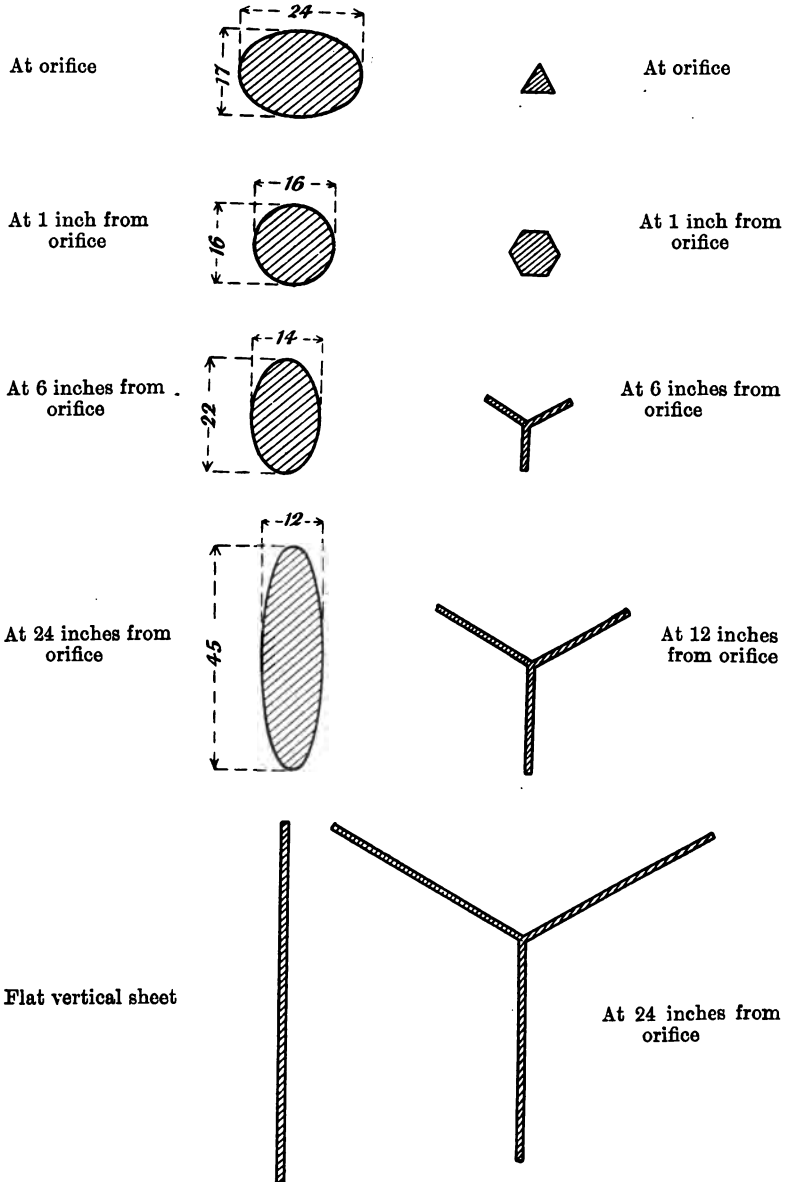 24
17
At orifice
At orifice
16
16
At 1 inch from
orifice
At 1 inch from
orifice
14
22
At 6 inches from
orifice
At 6 inches from
orifice
12
45
At 24 inches from
orifice
At 12 inches
from orifice
Flat vertical sheet
At 24 inches from
orifice